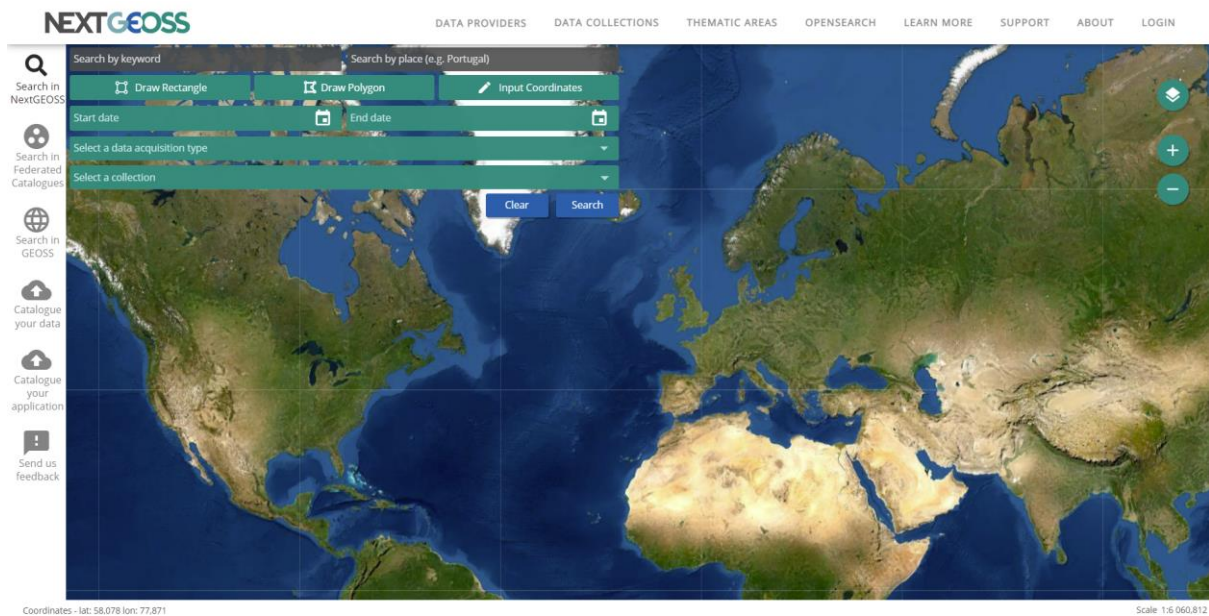 NEXTGEOSS
DATA PROVIDERS
DATA COLLECTIONS
THEMATIC AREAS
OPENSEARCH
LEARN MORE
SUPPORT
ABOUT
LOGIN
Search in
NextGEOSS
Search in
Federated
Catalogues
Search in
GEOSS
Catalogue
your data
Catalogue
your
application
Send us
feedback
Search by keyword
Search by place (e.g. Portugal)
Draw Rectangle
Draw Polygon
Input Coordinates
Start date
End date
Select a data acquisition type
Select a collection
Clear
Search
Coordinates - lat: 58,078 lon: 77,871
Scale 1:6 060,812